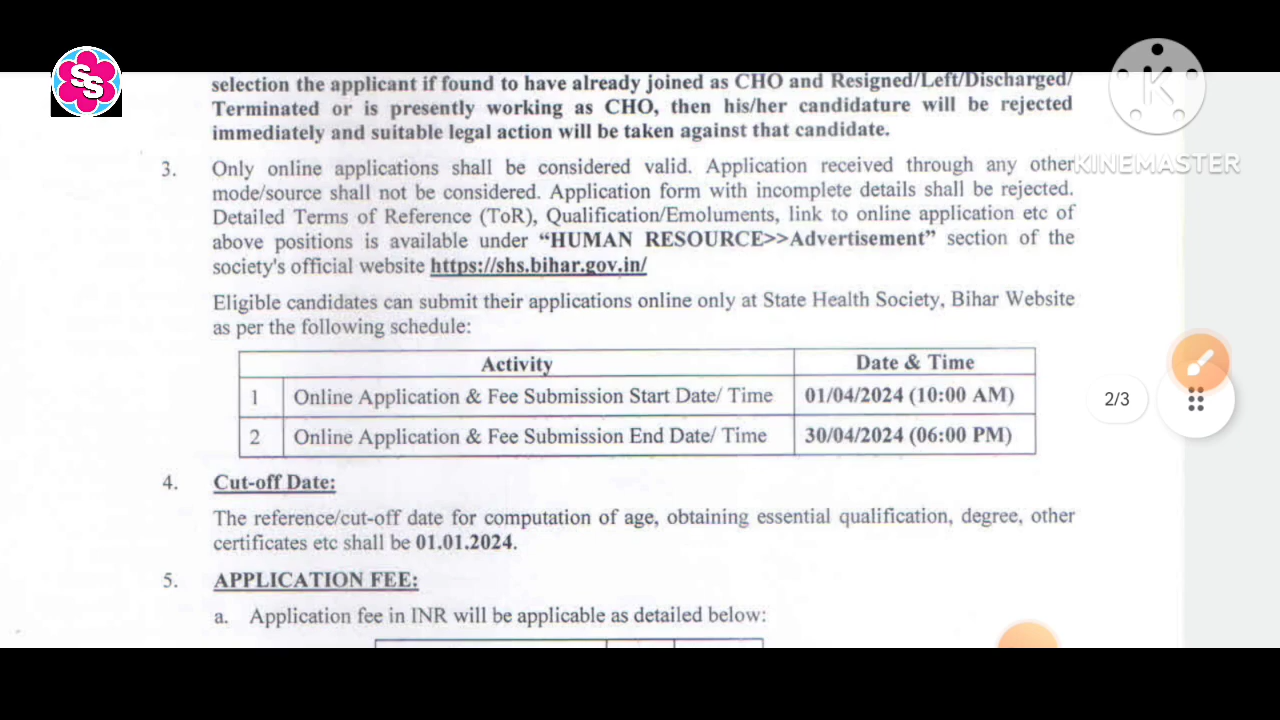 SS
selection the applicant if found to have already joined as CHO and Resigned/Left/Discharged/
Terminated or is presently working as CHO, then his/her candidature will be rejected
immediately and suitable legal action will be taken against that candidate.
K
KINEMASTER
3. Only online applications shall be considered valid. Application received through any other
mode/source shall not be considered. Application form with incomplete details shall be rejected.
Detailed Terms of Reference (ToR), Qualification/Emoluments, link to online application etc of
above positions is available under “HUMAN RESOURCE>>Advertisement” section of the
society's official website https://shs.bihar.gov.in/
Eligible candidates can submit their applications online only at State Health Society, Bihar Website
as per the following schedule:
Activity Date & Time
1 Online Application & Fee Submission Start Date/ Time 01/04/2024 (10:00 AM)
2 Online Application & Fee Submission End Date/ Time 30/04/2024 (06:00 PM)
2/3
4. Cut-off Date:
The reference/cut-off date for computation of age, obtaining essential qualification, degree, other
certificates etc shall be 01.01.2024.
5. APPLICATION FEE:
a. Application fee in INR will be applicable as detailed below: